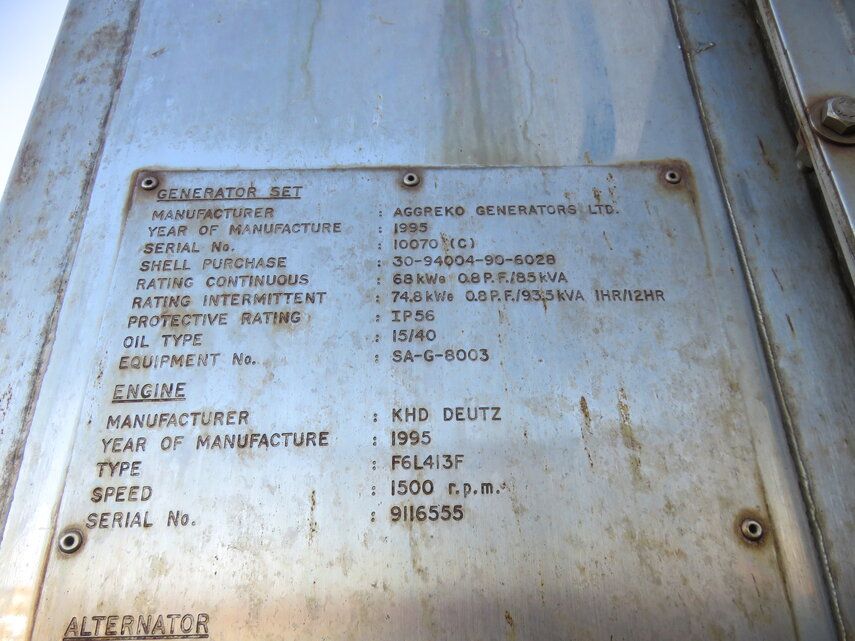 GENERATOR SET
MANUFACTURER : AGGREKO GENERATORS LTD.
YEAR OF MANUFACTURE : 1995
SERIAL No. : 10070 (C)
SHELL PURCHASE : 30-94004-90-6028
RATING CONTINUOUS : 68 kWe 0.8 P.F./85 kVA
RATING INTERMITTENT : 74.8 kWe 0.8 P.F./93.5 kVA 1HR/12HR
PROTECTIVE RATING : IP56
OIL TYPE : 15/40
EQUIPMENT No. : SA-G-8003
ENGINE
MANUFACTURER : KHD DEUTZ
YEAR OF MANUFACTURE : 1995
TYPE : F6L413F
SPEED : 1500 r.p.m.
SERIAL No. : 9116555
ALTERNATOR